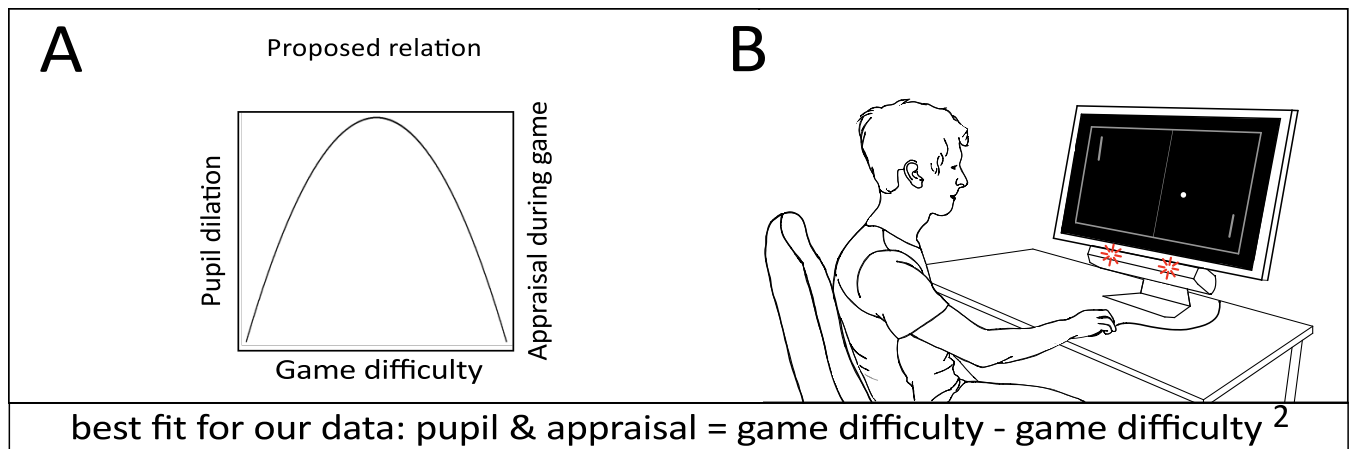 A
Proposed relation
Pupil dilation
Appraisal during game
Game difficulty
B
best fit for our data: pupil & appraisal = game difficulty - game difficulty ²